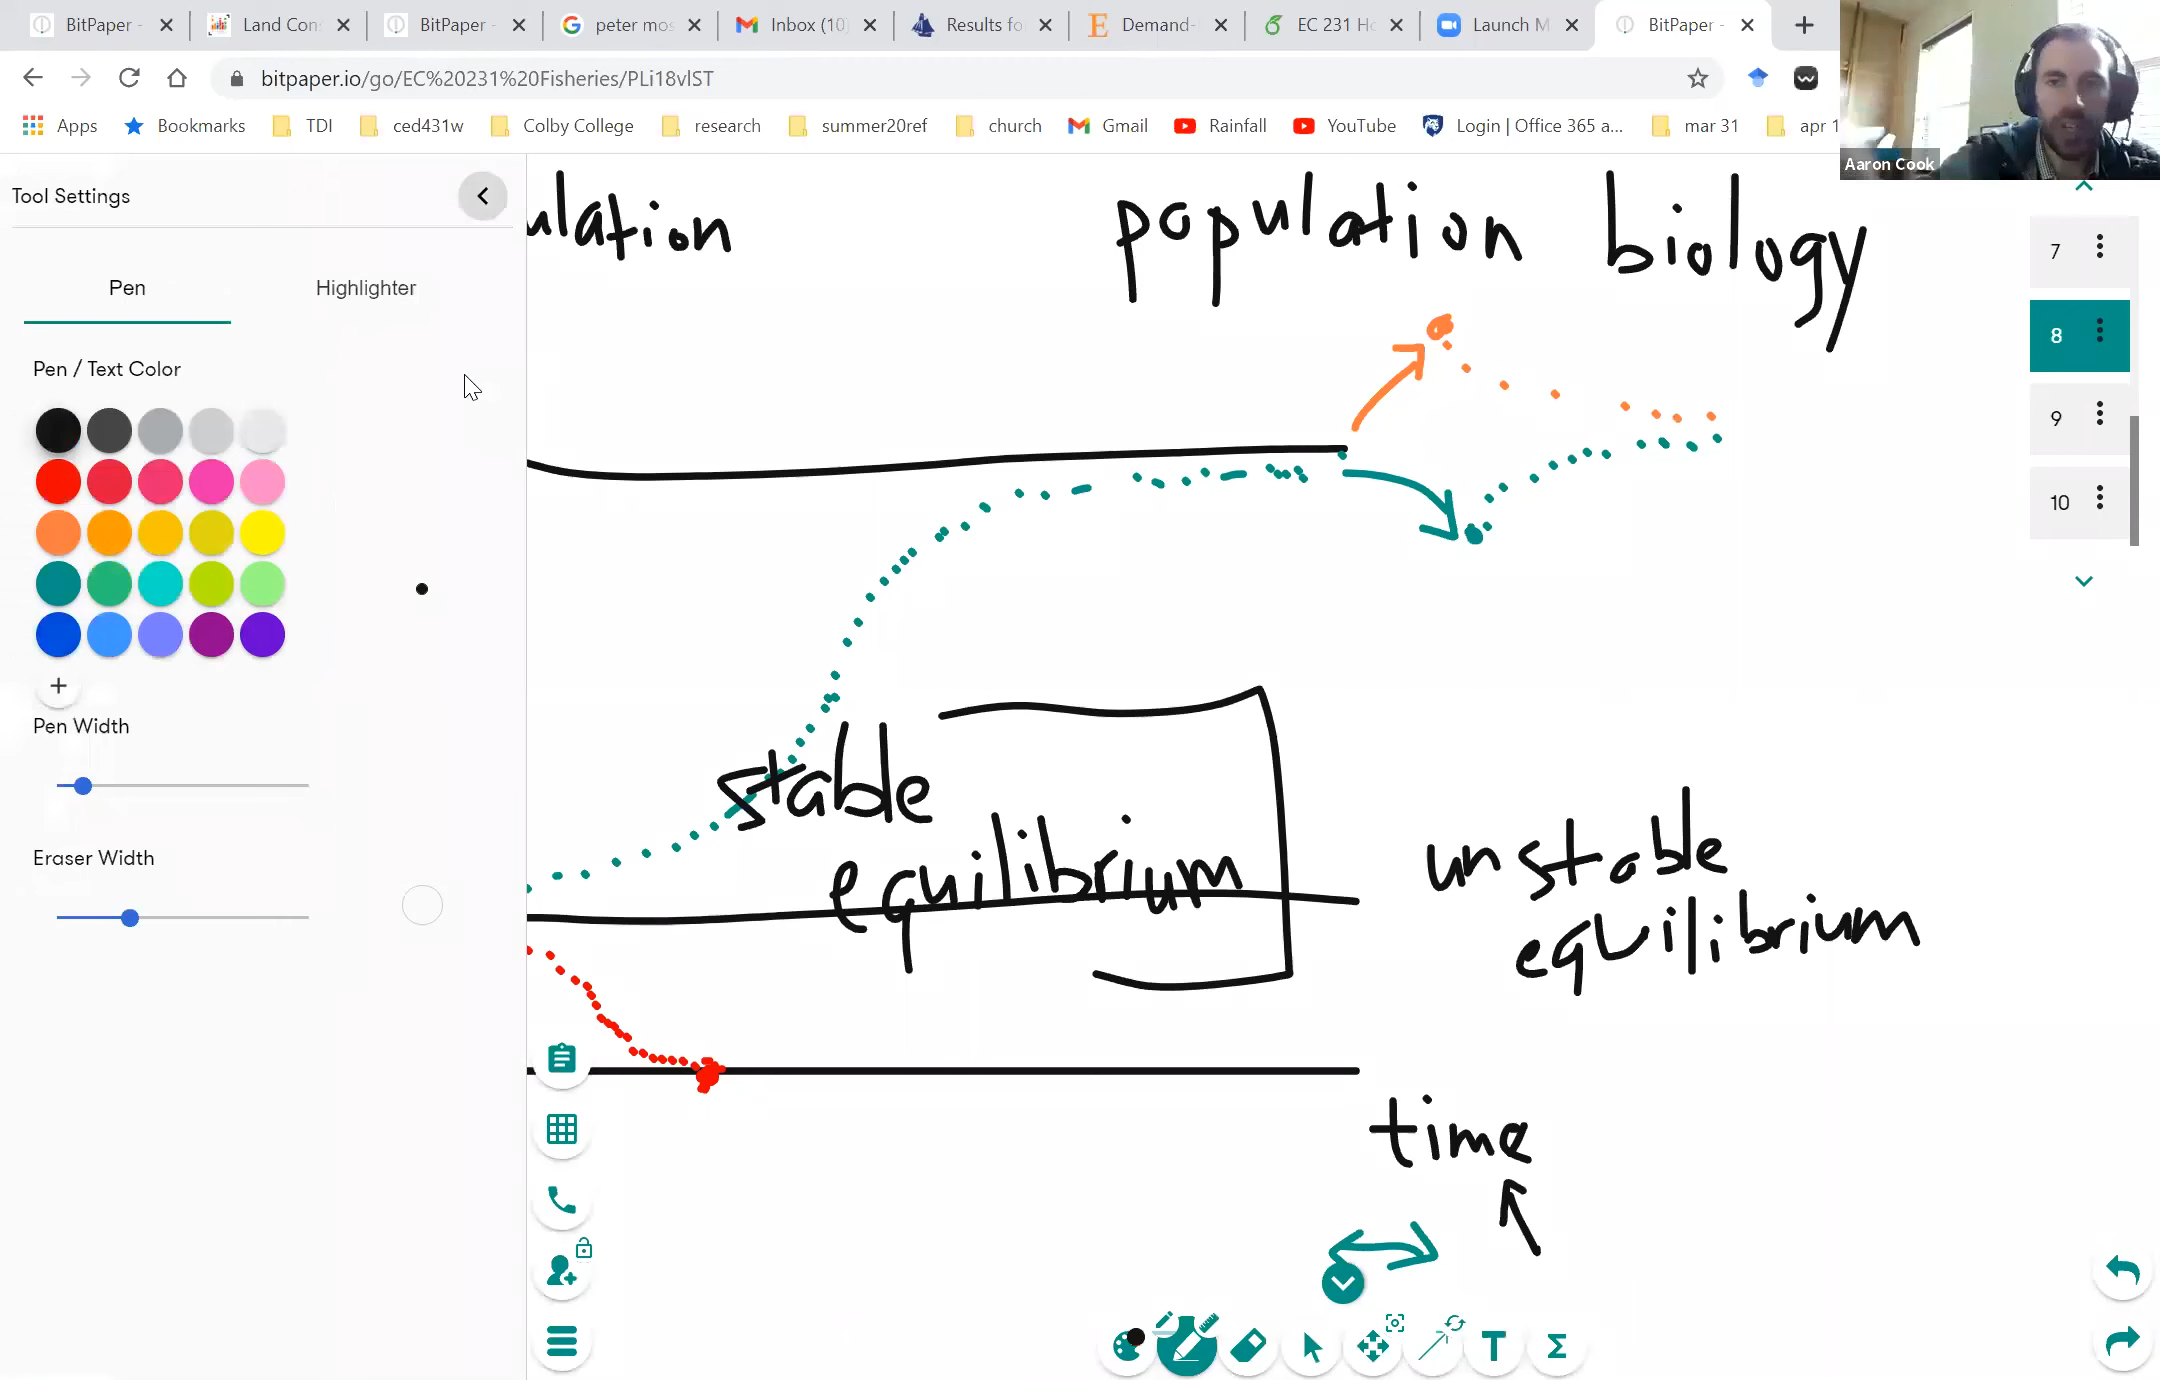 BitPaper -
Land Con
BitPaper -
peter mos
Inbox (10)
Results fo
Demand-
EC 231 Ho
Launch M
BitPaper -
bitpaper.io/go/EC%20231%20Fisheries/PLi18vlST
Apps
Bookmarks
TDI
ced431w
Colby College
research
summer20ref
church
Gmail
Rainfall
YouTube
Login | Office 365 a...
mar 31
apr 1
Aaron Cook
Tool Settings
Pen
Highlighter
Pen / Text Color
Pen Width
Eraser Width
ulation
population biology
stable
equilibrium
unstable
equilibrium
time
7
8
9
10